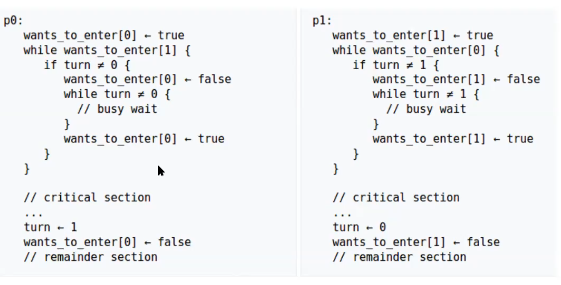 p0:
wants_to_enter[0] ← true
while wants_to_enter[1] {
if turn ≠ 0 {
wants_to_enter[0] ← false
while turn ≠ 0 {
// busy wait
}
wants_to_enter[0] ← true
}
}
// critical section
...
turn ← 1
wants_to_enter[0] ← false
// remainder section
p1:
wants_to_enter[1] ← true
while wants_to_enter[0] {
if turn ≠ 1 {
wants_to_enter[1] ← false
while turn ≠ 1 {
// busy wait
}
wants_to_enter[1] ← true
}
}
// critical section
...
turn ← 0
wants_to_enter[1] ← false
// remainder section